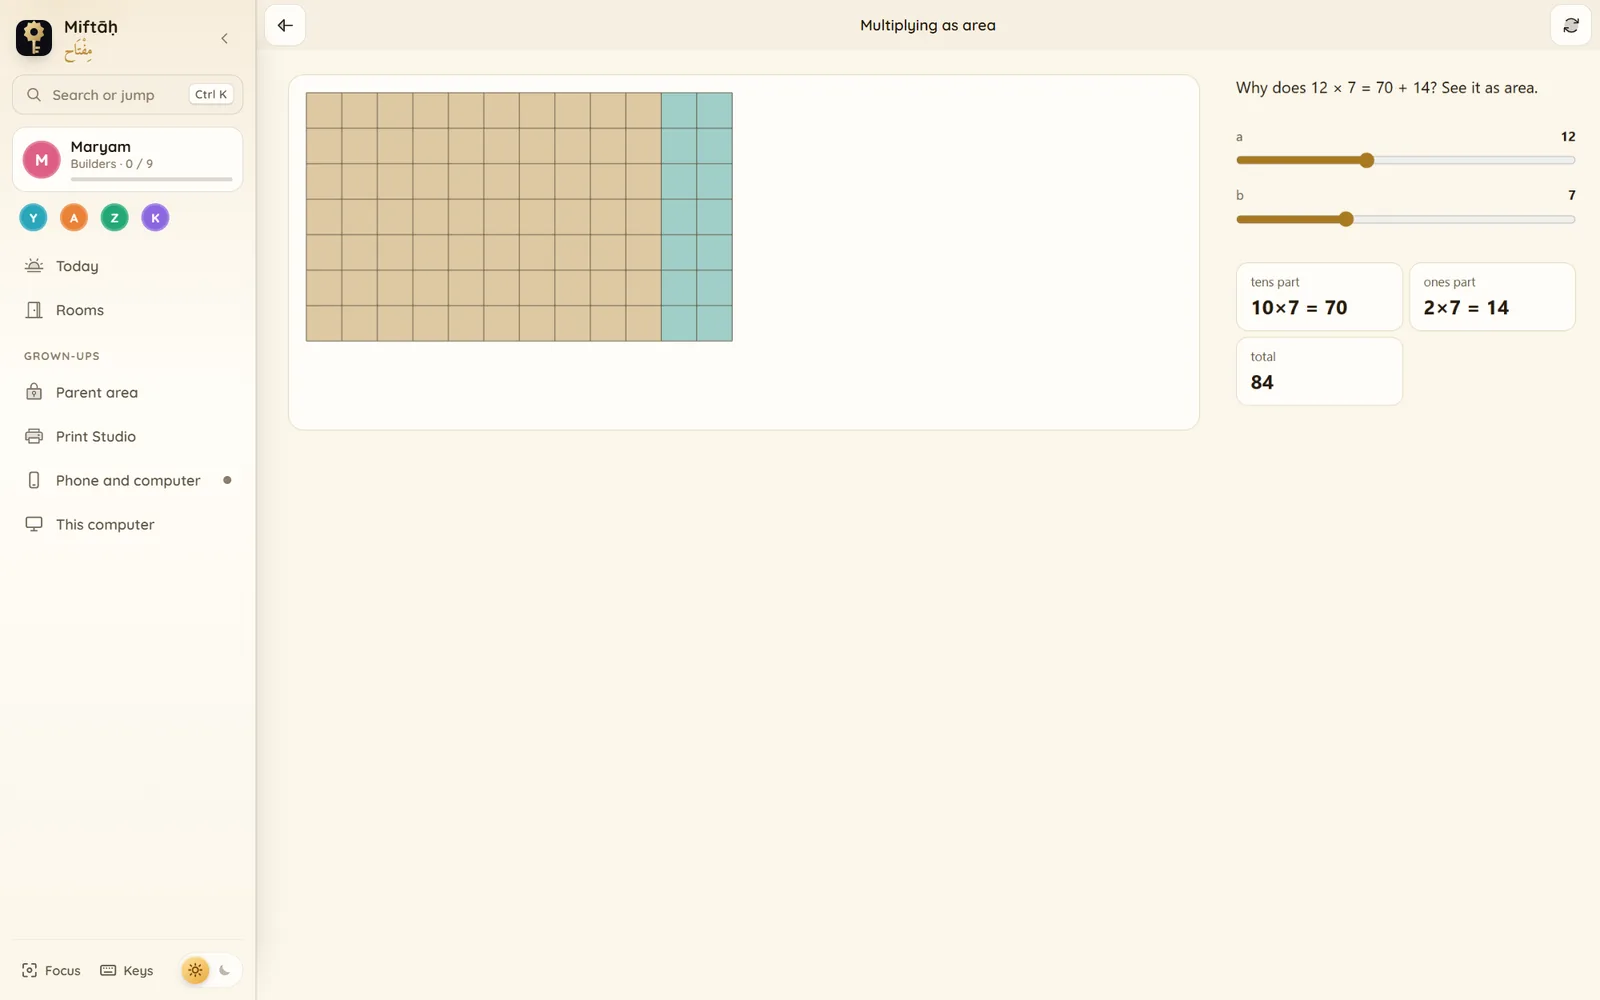 Miftāḥ
مِفْتَاح
Search or jump
Ctrl K
M
Maryam
Builders · 0 / 9
Y
A
Z
K
Today
Rooms
GROWN-UPS
Parent area
Print Studio
Phone and computer
This computer
Focus
Keys
Multiplying as area
Why does 12 × 7 = 70 + 14? See it as area.
a 12
b 7
tens part
10×7 = 70
ones part
2×7 = 14
total
84